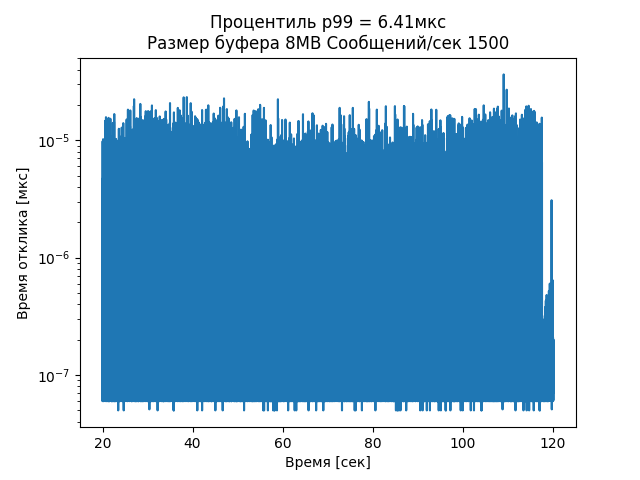 Процентиль p99 = 6.41мкс
Размер буфера 8MB Сообщений/сек 1500
Время отклика [мкс]
10⁻⁵
10⁻⁶
10⁻⁷
20 40 60 80 100 120
Время [сек]